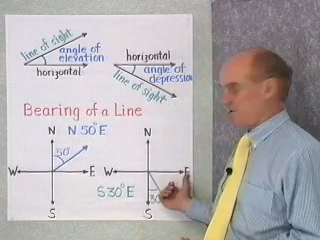 line of sight
angle of
elevation
horizontal
horizontal
angle of
depression
line of sight
Bearing of a Line
N N 50° E
50°
W E
S
N
W E
S 30° E
30
S